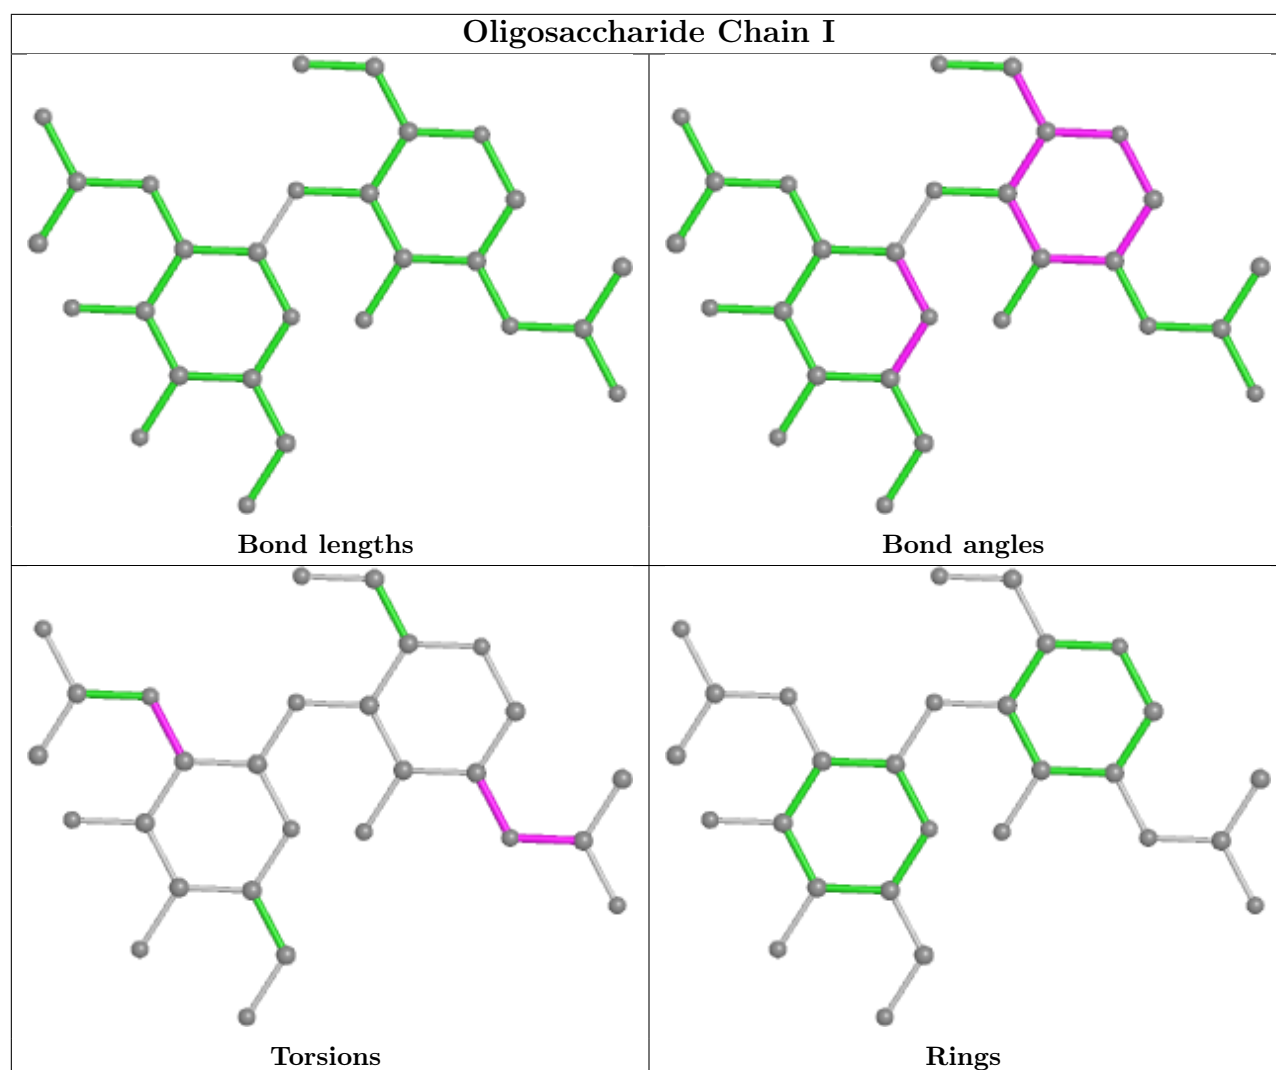 Oligosaccharide Chain I
Bond lengths
Bond angles
Torsions
Rings